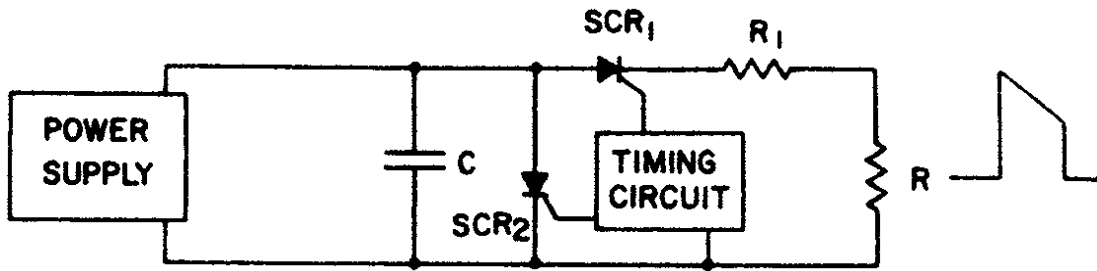 SCR₁
R₁
POWER
SUPPLY
C
TIMING
CIRCUIT
R
SCR₂